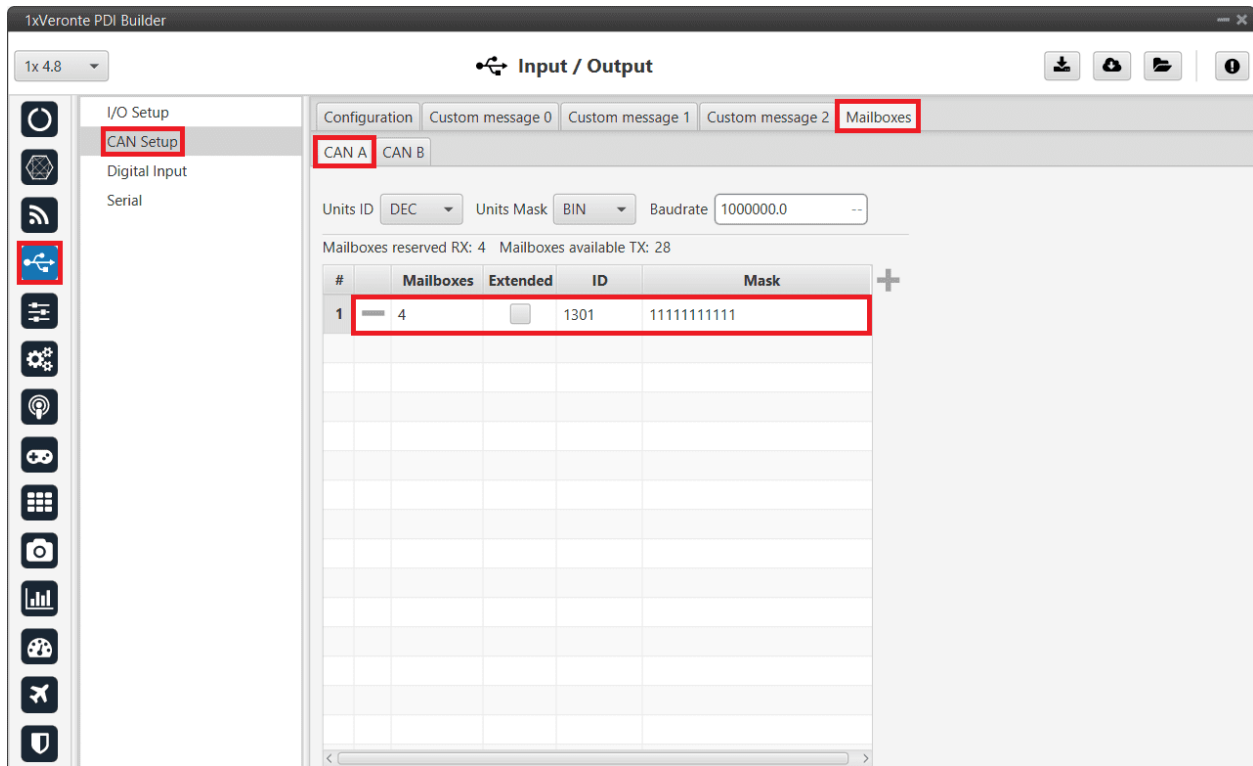 1xVeronte PDI Builder
1x 4.8
Input / Output
I/O Setup
CAN Setup
Digital Input
Serial
Configuration Custom message 0 Custom message 1 Custom message 2 Mailboxes
CAN A CAN B
Units ID DEC Units Mask BIN Baudrate 1000000.0 --
Mailboxes reserved RX: 4 Mailboxes available TX: 28
# Mailboxes Extended ID Mask
1 4 1301 11111111111